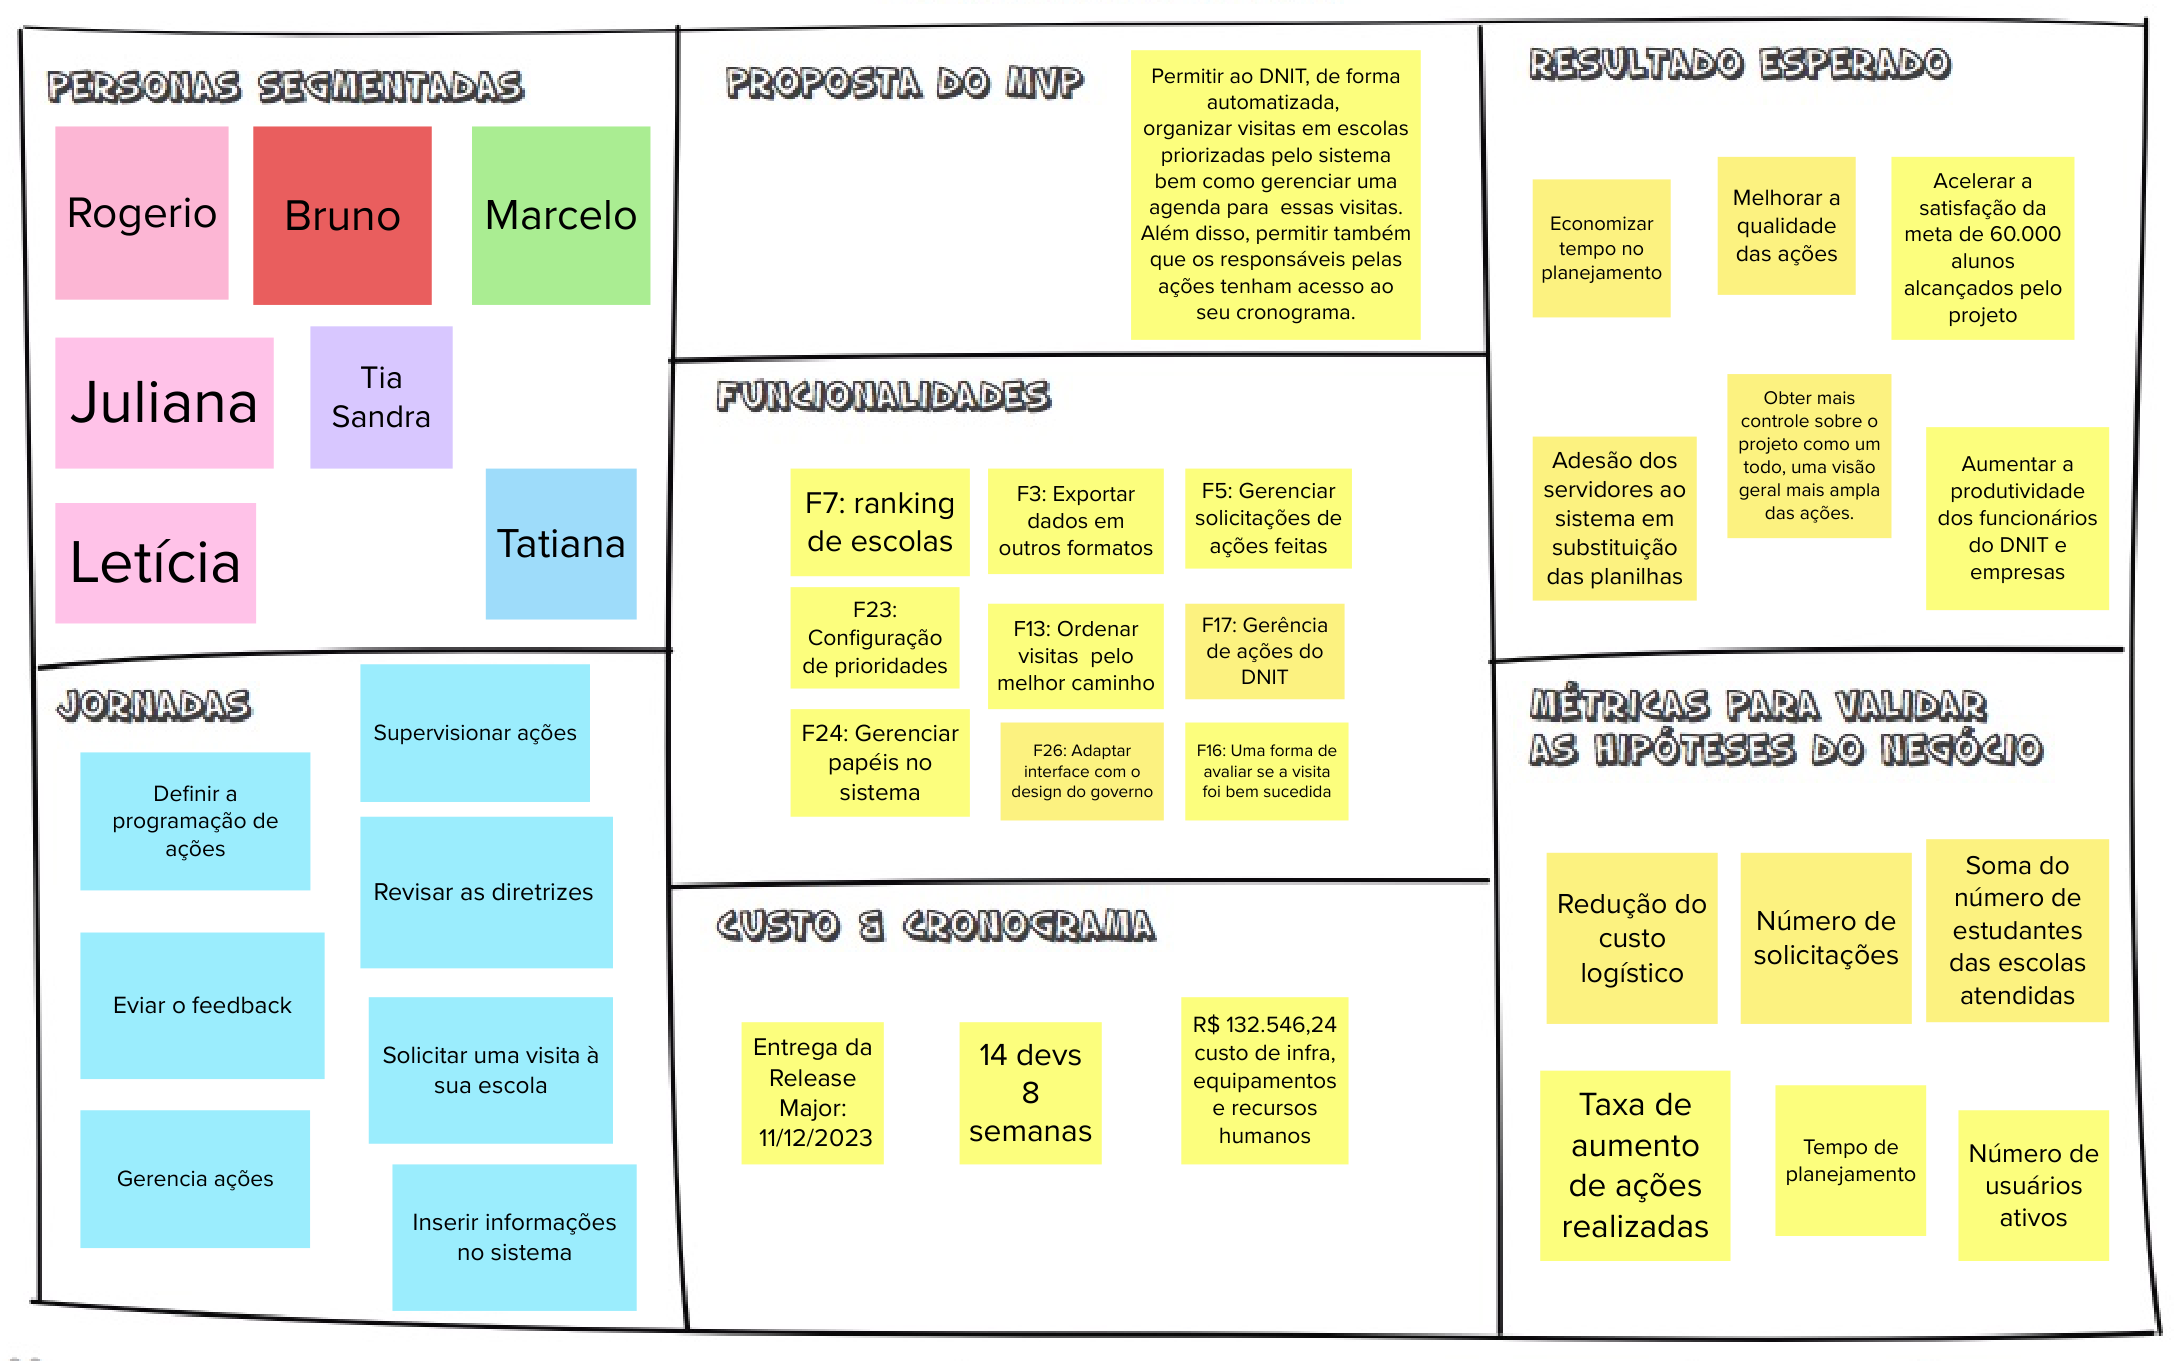 PERSONAS SEGMENTADAS
Rogerio
Bruno
Marcelo
Juliana
Tia
Sandra
Letícia
Tatiana
JORNADAS
Supervisionar ações
Definir a
programação de
ações
Revisar as diretrizes
Eviar o feedback
Solicitar uma visita à
sua escola
Gerencia ações
Inserir informações
no sistema
PROPOSTA DO MVP
Permitir ao DNIT, de forma
automatizada,
organizar visitas em escolas
priorizadas pelo sistema
bem como gerenciar uma
agenda para essas visitas.
Além disso, permitir também
que os responsáveis pelas
ações tenham acesso ao
seu cronograma.
FUNCIONALIDADES
F7: ranking
de escolas
F3: Exportar
dados em
outros formatos
F5: Gerenciar
solicitações de
ações feitas
F23:
Configuração
de prioridades
F13: Ordenar
visitas pelo
melhor caminho
F17: Gerência
de ações do
DNIT
F24: Gerenciar
papéis no
sistema
F26: Adaptar
interface com o
design do governo
F16: Uma forma de
avaliar se a visita
foi bem sucedida
CUSTO & CRONOGRAMA
Entrega da
Release
Major:
11/12/2023
14 devs
8
semanas
R$ 132.546,24
custo de infra,
equipamentos
e recursos
humanos
RESULTADO ESPERADO
Economizar
tempo no
planejamento
Melhorar a
qualidade
das ações
Acelerar a
satisfação da
meta de 60.000
alunos
alcançados pelo
projeto
Adesão dos
servidores ao
sistema em
substituição
das planilhas
Obter mais
controle sobre o
projeto como um
todo, uma visão
geral mais ampla
das ações.
Aumentar a
produtividade
dos funcionários
do DNIT e
empresas
MÉTRICAS PARA VALIDAR
AS HIPÓTESES DO NEGÓCIO
Redução do
custo
logístico
Número de
solicitações
Soma do
número de
estudantes
das escolas
atendidas
Taxa de
aumento
de ações
realizadas
Tempo de
planejamento
Número de
usuários
ativos